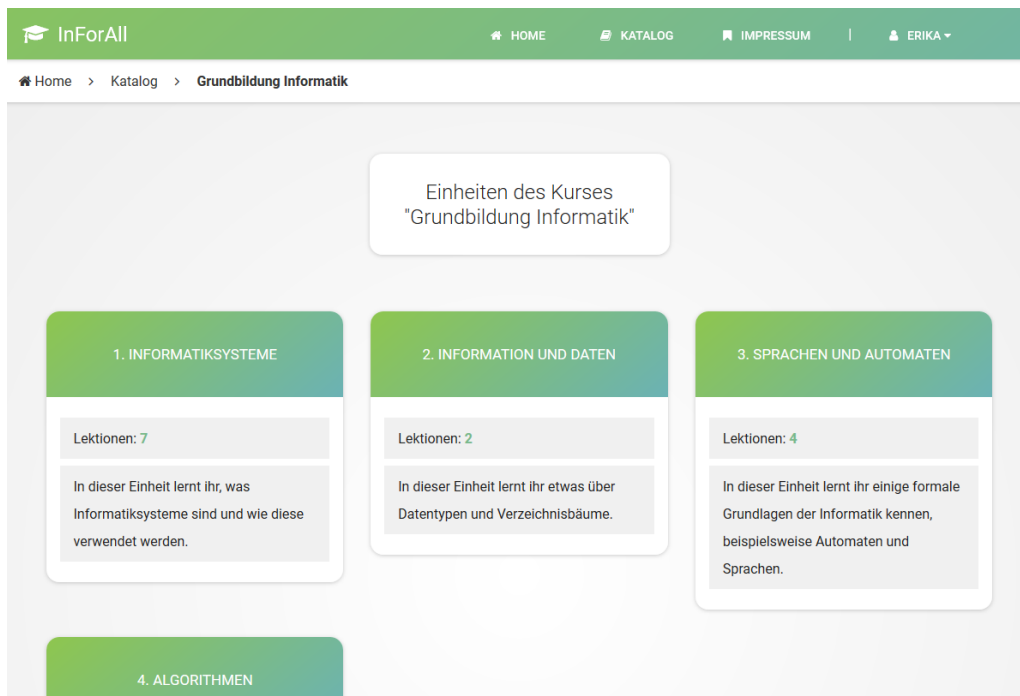 InForAll
HOME
KATALOG
IMPRESSUM
|
ERIKA
Home > Katalog > Grundbildung Informatik
Einheiten des Kurses
"Grundbildung Informatik"
1. INFORMATIKSYSTEME
Lektionen: 7
In dieser Einheit lernt ihr, was
Informatiksysteme sind und wie diese
verwendet werden.
2. INFORMATION UND DATEN
Lektionen: 2
In dieser Einheit lernt ihr etwas über
Datentypen und Verzeichnisbäume.
3. SPRACHEN UND AUTOMATEN
Lektionen: 4
In dieser Einheit lernt ihr einige formale
Grundlagen der Informatik kennen,
beispielsweise Automaten und
Sprachen.
4. ALGORITHMEN